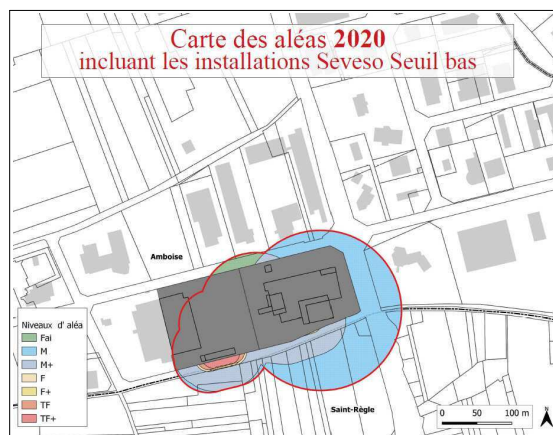 Carte des aléas 2020
incluant les installations Seveso Seuil bas
Amboise
Niveaux d' aléa
Fai
M
M+
F
F+
TF
TF+
Saint-Règle
0 50 100 m
N